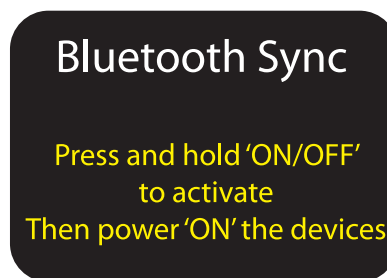 Bluetooth Sync
Press and hold ‘ON/OFF’
to activate
Then power ‘ON’ the devices